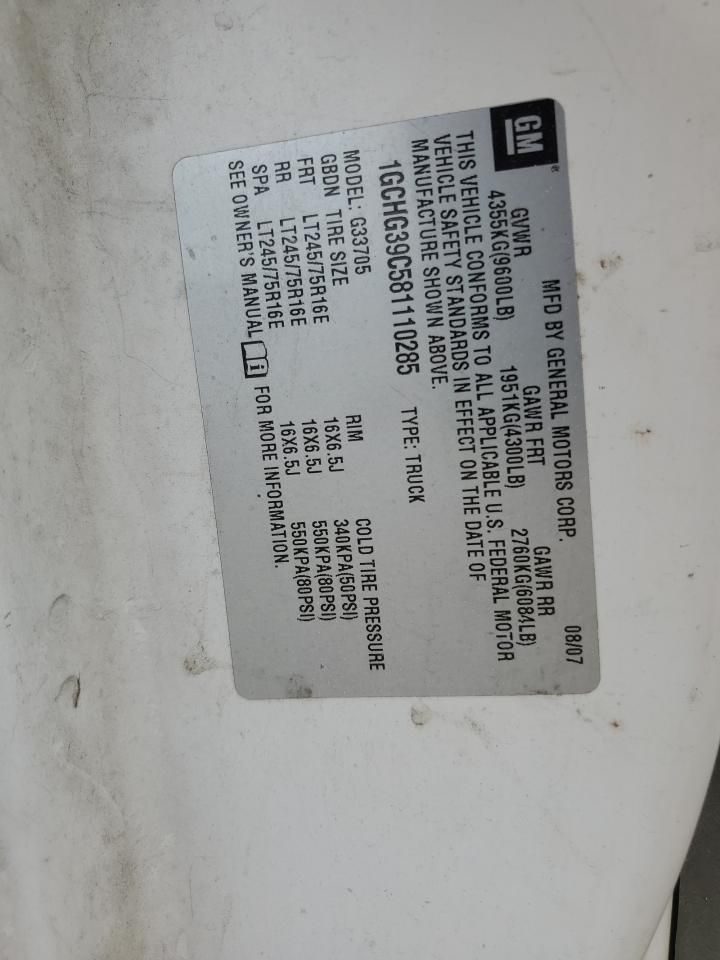 GM
MFD BY GENERAL MOTORS CORP. 08/07
GVWR GAWR FRT GAWR RR
4355KG(9600LB) 1951KG(4300LB) 2760KG(6084LB)
THIS VEHICLE CONFORMS TO ALL APPLICABLE U.S. FEDERAL MOTOR
VEHICLE SAFETY STANDARDS IN EFFECT ON THE DATE OF
MANUFACTURE SHOWN ABOVE.
1GCHG39C581110285 TYPE: TRUCK
MODEL: G33705
GBDN TIRE SIZE RIM COLD TIRE PRESSURE
FRT LT245/75R16E 16X6.5J 340KPA(50PSI)
RR LT245/75R16E 16X6.5J 550KPA(80PSI)
SPA LT245/75R16E 16X6.5J 550KPA(80PSI)
SEE OWNER'S MANUAL i FOR MORE INFORMATION.